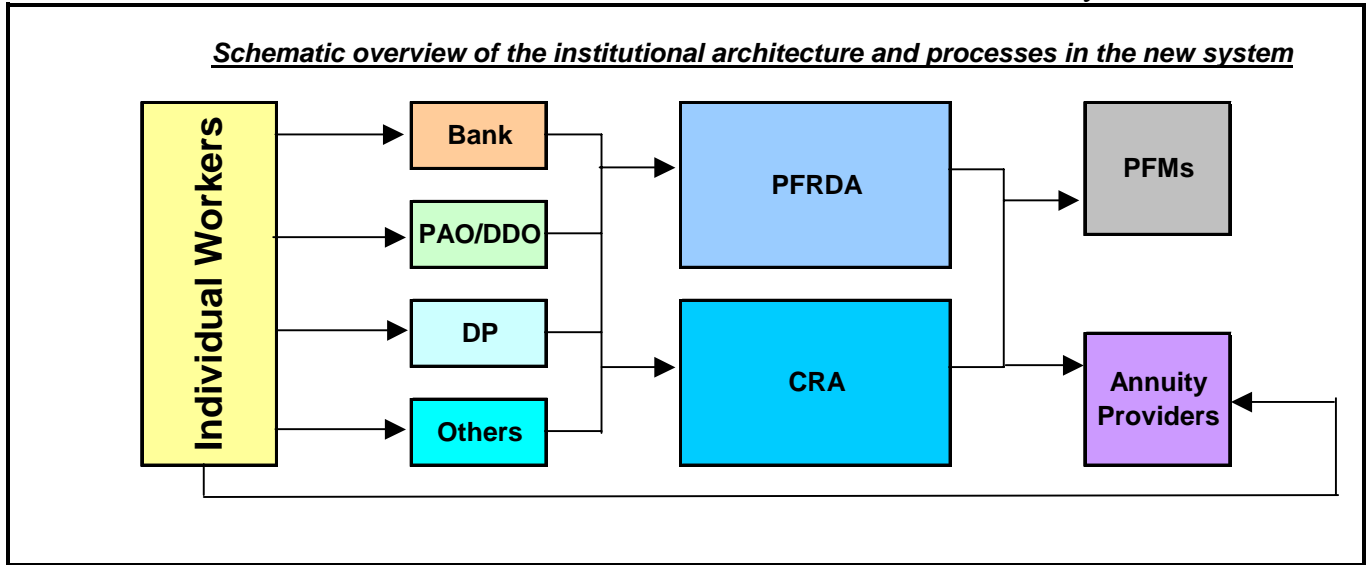 Schematic overview of the institutional architecture and processes in the new system
Individual Workers
Bank
PAO/DDO
DP
Others
PFRDA
CRA
PFMs
Annuity
Providers